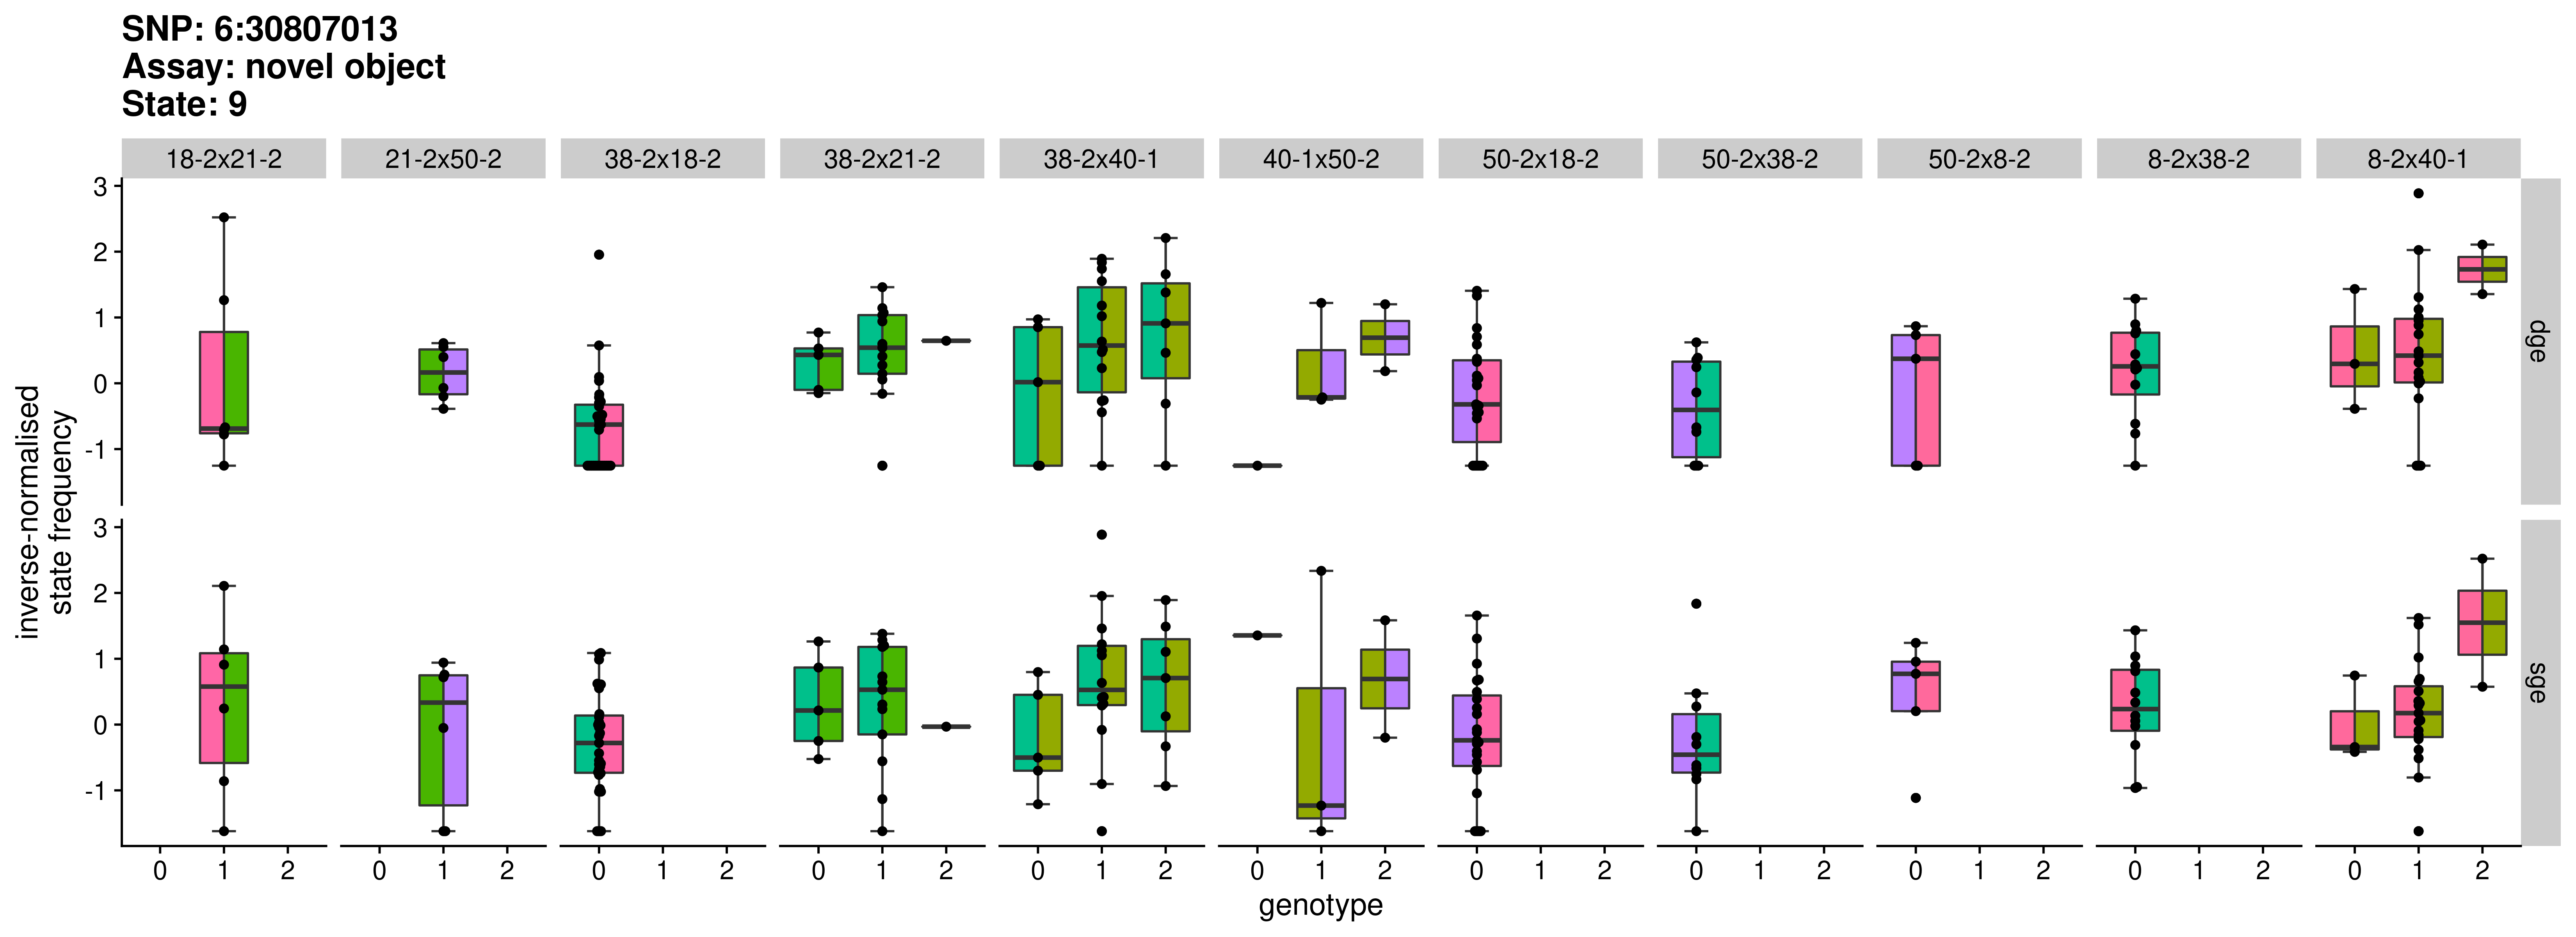 SNP: 6:30807013
Assay: novel object
State: 9
18-2x21-2 21-2x50-2 38-2x18-2 38-2x21-2 38-2x40-1 40-1x50-2 50-2x18-2 50-2x38-2 50-2x8-2 8-2x38-2 8-2x40-1
3
2
1
0
-1
dge
inverse-normalised
state frequency
3
2
1
0
-1
sge
0 1 2 0 1 2 0 1 2 0 1 2 0 1 2 0 1 2 0 1 2 0 1 2 0 1 2 0 1 2 0 1 2
genotype